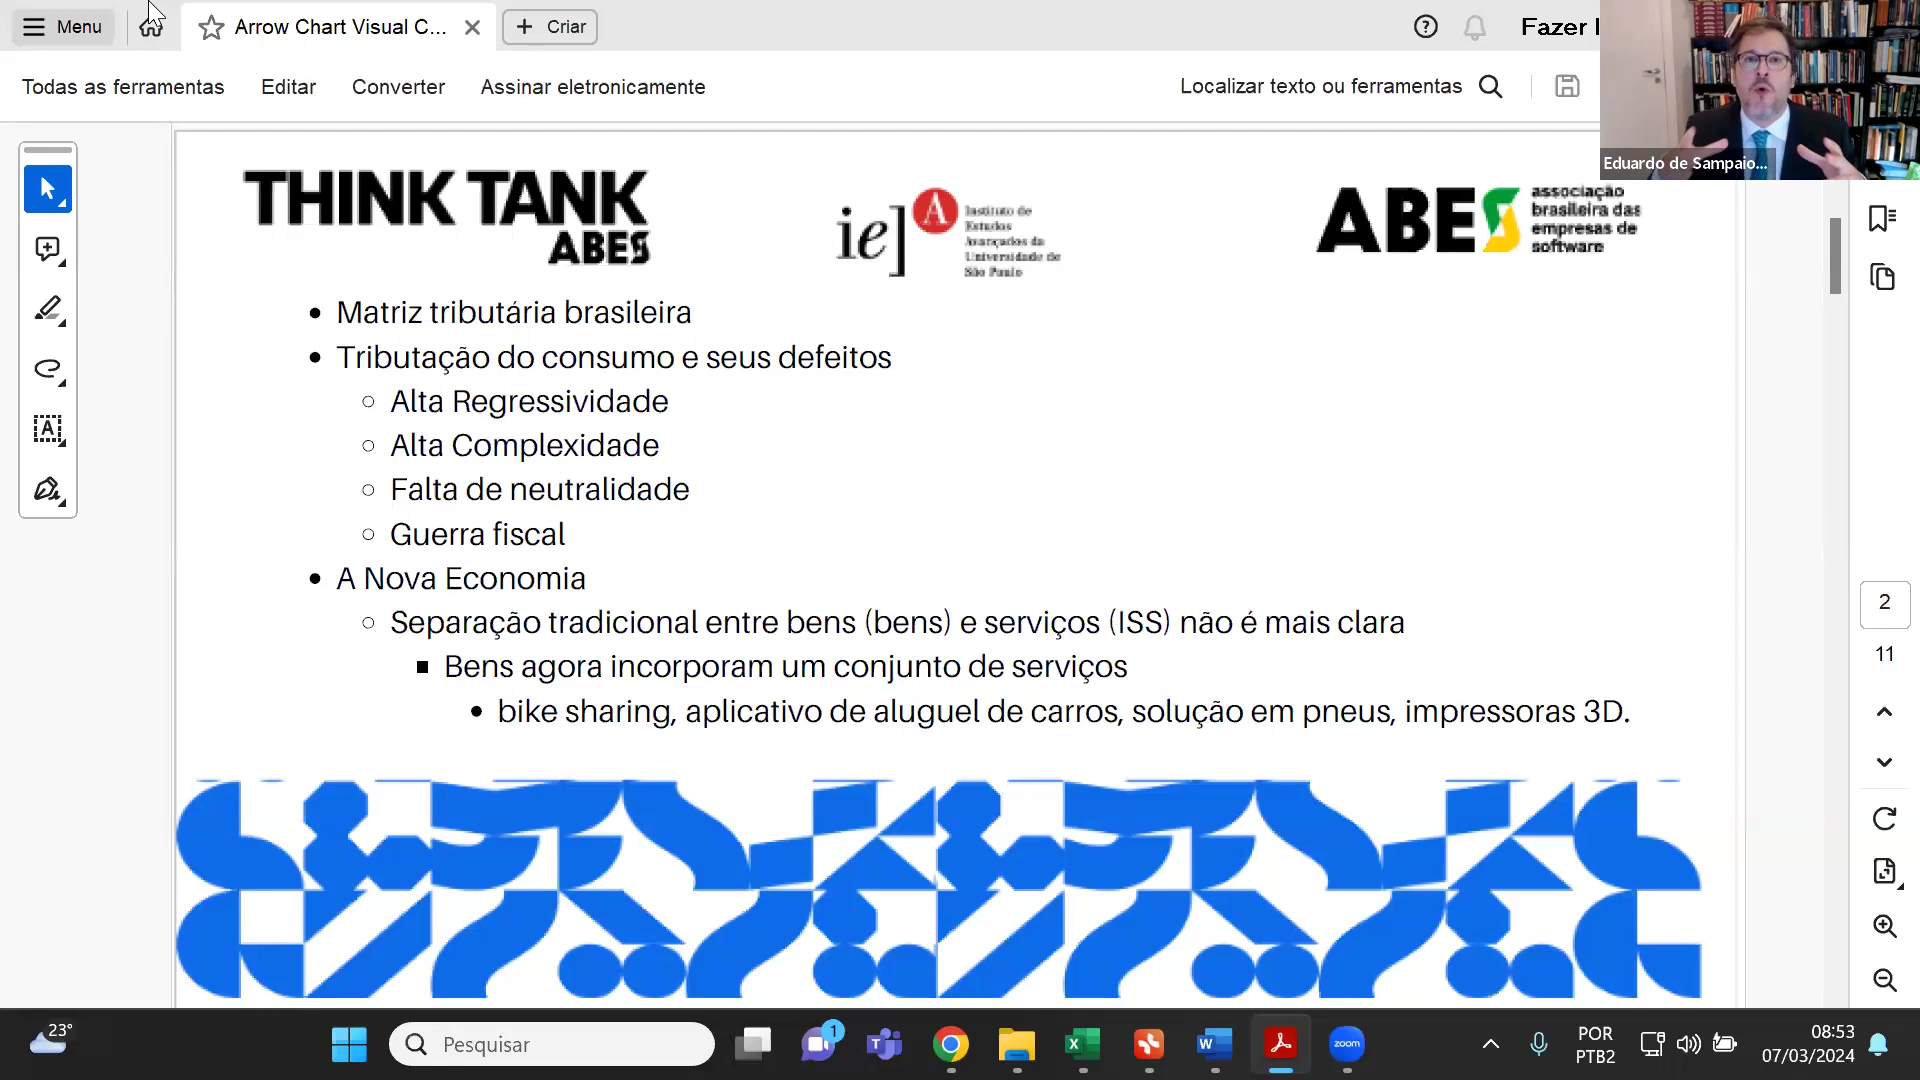 Menu
Arrow Chart Visual C...
Criar
Fazer
Todas as ferramentas
Editar
Converter
Assinar eletronicamente
Localizar texto ou ferramentas
Eduardo de Sampaio...
THINK TANK
ABES
ie]A
Instituto de
Estudos
Avançados da
Universidade de
São Paulo
ABES
associação
brasileira das
empresas de
software
• Matriz tributária brasileira
• Tributação do consumo e seus defeitos
○ Alta Regressividade
○ Alta Complexidade
○ Falta de neutralidade
○ Guerra fiscal
• A Nova Economia
○ Separação tradicional entre bens (bens) e serviços (ISS) não é mais clara
■ Bens agora incorporam um conjunto de serviços
• bike sharing, aplicativo de aluguel de carros, solução em pneus, impressoras 3D.
2
11
23°
Pesquisar
1
zoom
POR
PTB2
08:53
07/03/2024